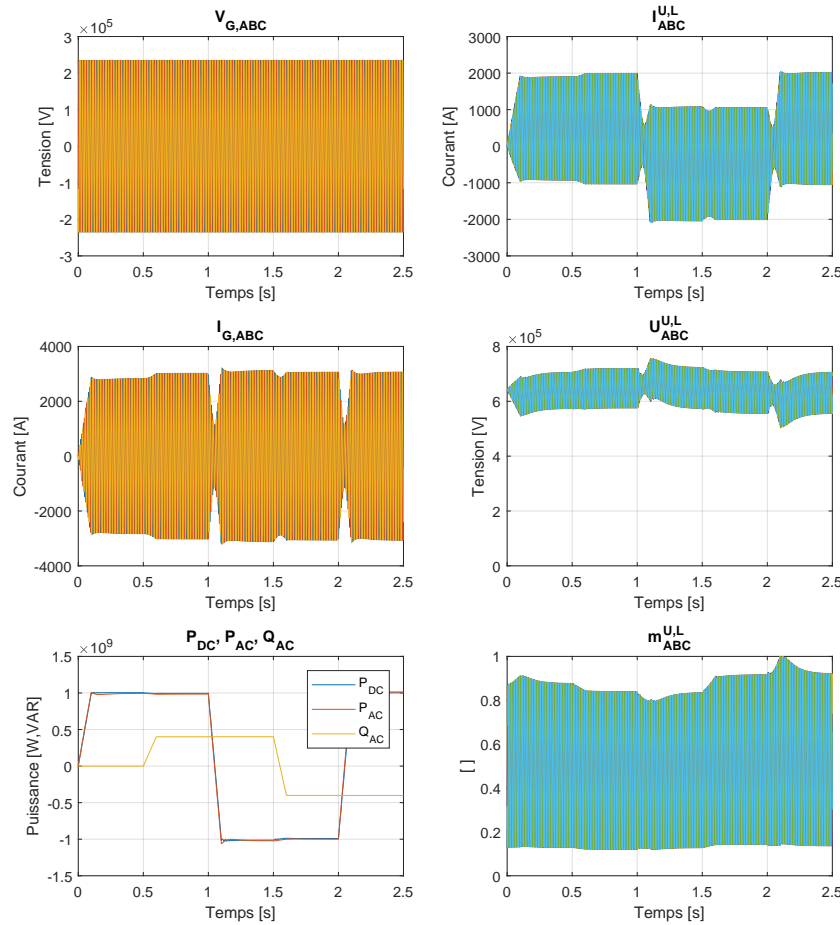 V_G,ABC
×10^5
3
2
1
0
-1
-2
-3
Tension [V]
0 0.5 1 1.5 2 2.5
Temps [s]
I_ABC^U,L
3000
2000
1000
0
-1000
-2000
-3000
Courant [A]
0 0.5 1 1.5 2 2.5
Temps [s]
I_G,ABC
4000
2000
0
-2000
-4000
Courant [A]
0 0.5 1 1.5 2 2.5
Temps [s]
U_ABC^U,L
×10^5
8
6
4
2
0
Tension [V]
0 0.5 1 1.5 2 2.5
Temps [s]
P_DC, P_AC, Q_AC
×10^9
1.5
1
0.5
0
-0.5
-1
-1.5
Puissance [W,VAR]
P_DC
P_AC
Q_AC
0 0.5 1 1.5 2 2.5
Temps [s]
m_ABC^U,L
1
0.8
0.6
0.4
0.2
0
[ ]
0 0.5 1 1.5 2 2.5
Temps [s]